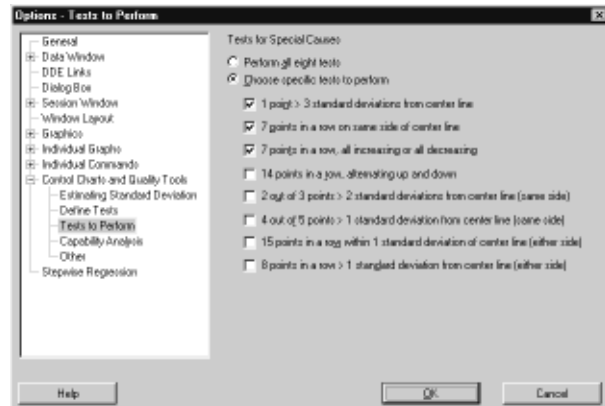 Options - Tests to Perform
General
Data Window
DDE Links
Dialog Box
Session Window
Window Layout
Graphics
Individual Graphs
Individual Commands
Control Charts and Quality Tools
Estimating Standard Deviation
Define Tests
Tests to Perform
Capability Analysis
Other
Stepwise Regression
Tests for Special Causes
Perform all eight tests
Choose specific tests to perform
1 point > 3 standard deviations from center line
7 points in a row on same side of center line
7 points in a row, all increasing or all decreasing
14 points in a row, alternating up and down
2 out of 3 points > 2 standard deviations from center line (same side)
4 out of 5 points > 1 standard deviation from center line (same side)
15 points in a row within 1 standard deviation of center line (either side)
8 points in a row > 1 standard deviation from center line (either side)
Help
OK
Cancel